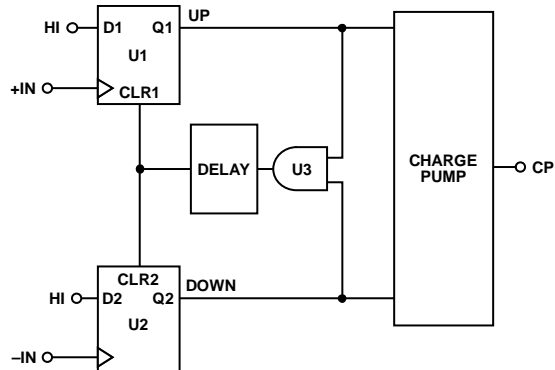 HI D1 Q1 UP
U1
+IN
CLR1
DELAY U3 CHARGE
PUMP CP
CLR2
HI D2 Q2 DOWN
U2
–IN